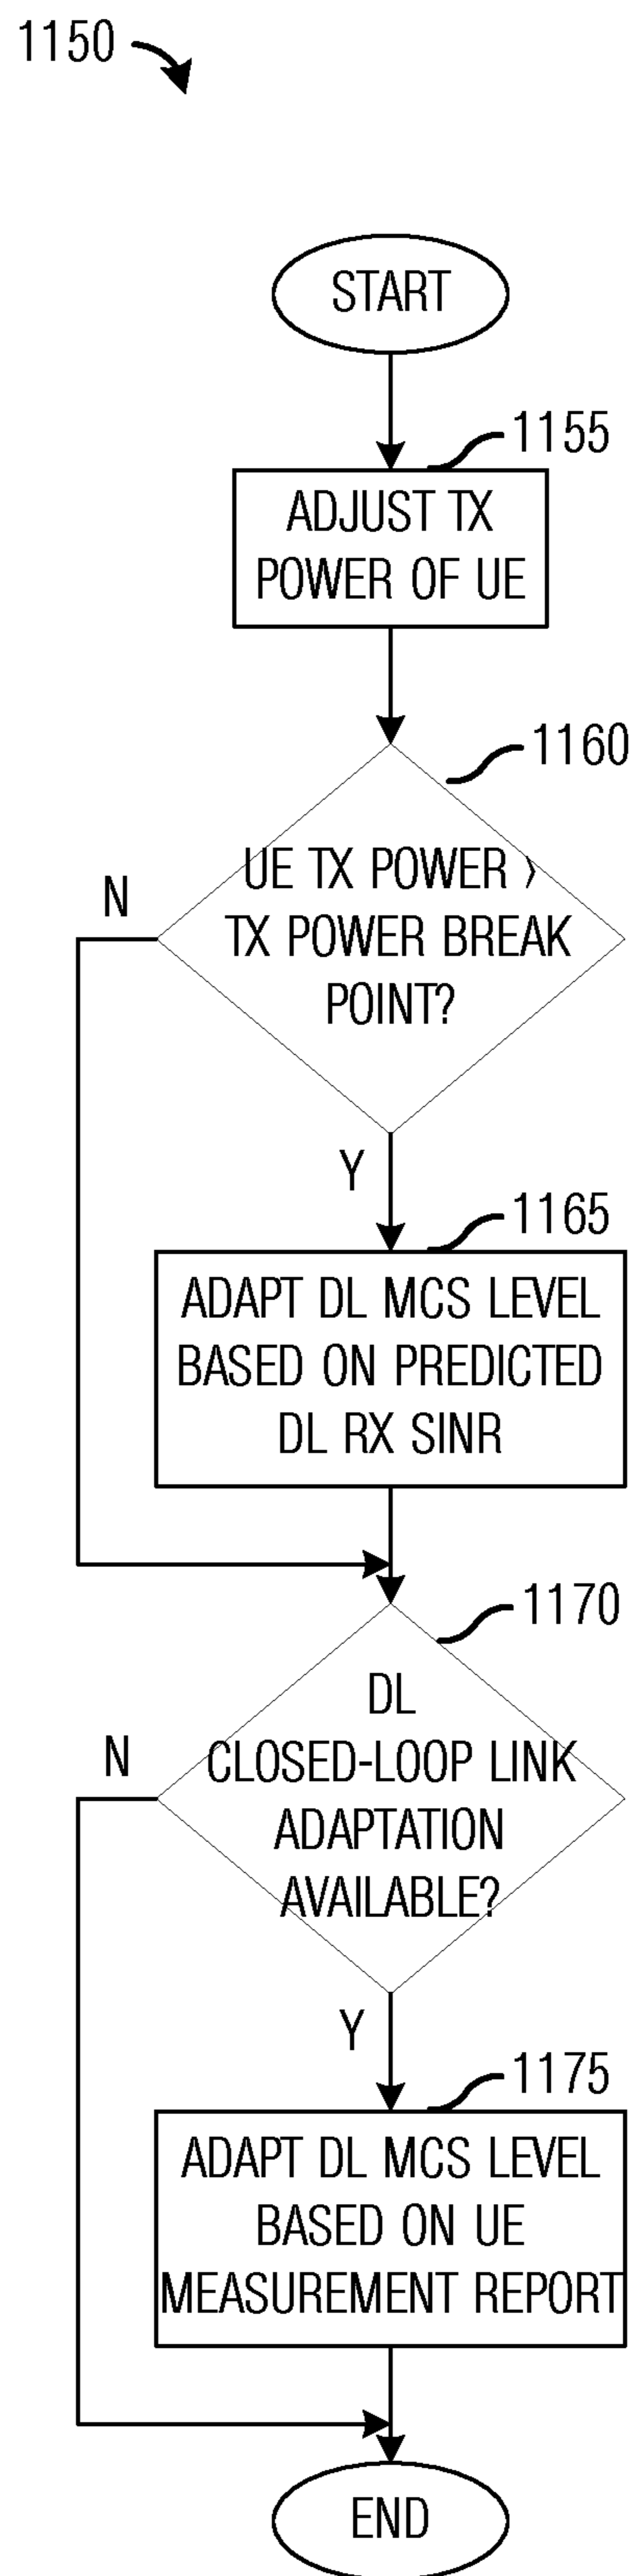 1150
START
1155
ADJUST TX
POWER OF UE
1160
UE TX POWER >
N
TX POWER BREAK
POINT?
Y
1165
ADAPT DL MCS LEVEL
BASED ON PREDICTED
DL RX SINR
1170
DL
N
CLOSED-LOOP LINK
ADAPTATION
AVAILABLE?
Y
1175
ADAPT DL MCS LEVEL
BASED ON UE
MEASUREMENT REPORT
END